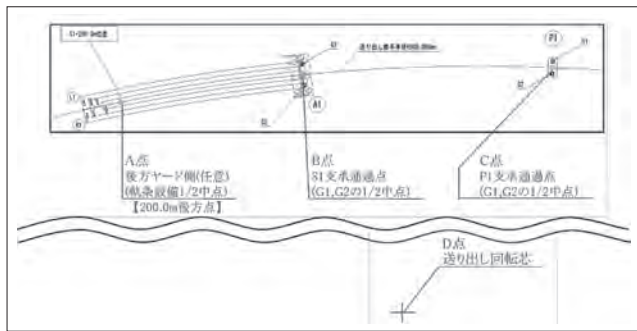 P1
A1
A点
後方ヤード側(任意)
(軌条設備1/2中点)
【200.0m後方点】
B点
S1支承通過点
(G1,G2の1/2中点)
C点
P1支承通過点
(G1,G2の1/2中点)
D点
送り出し回転芯